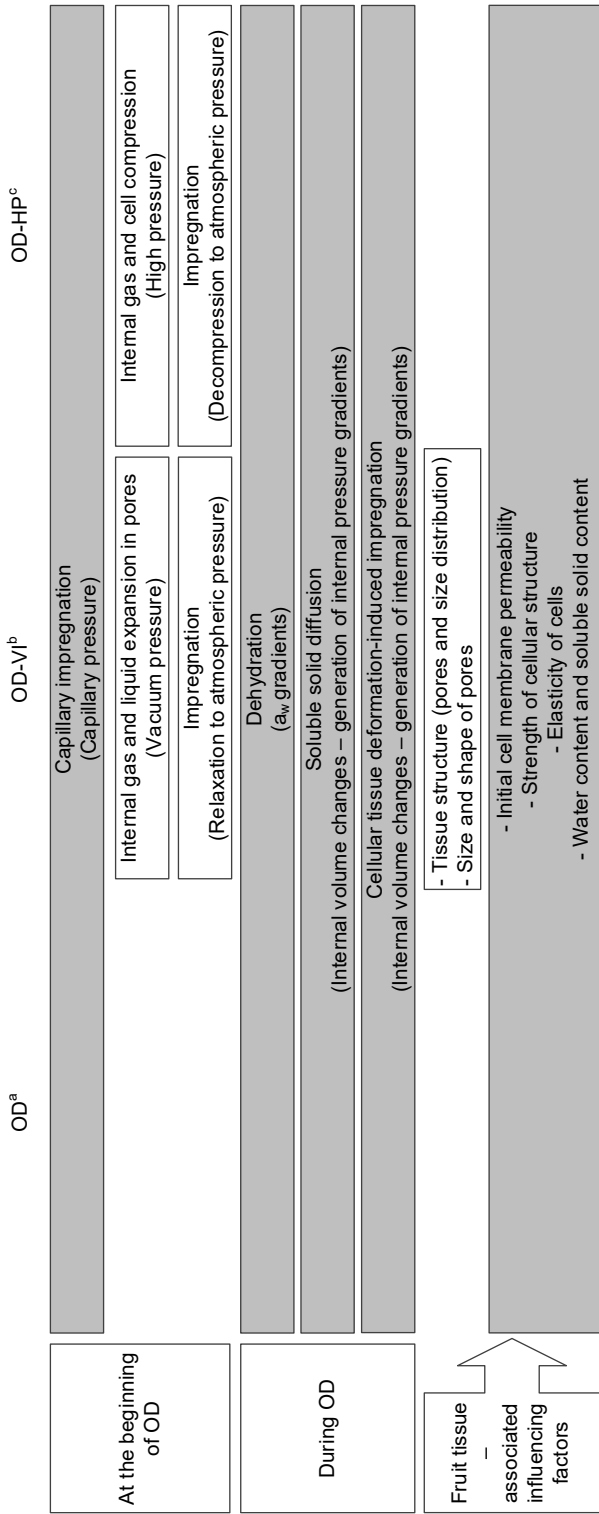 ODᵃ
OD-VIᵇ
OD-HPᶜ
At the beginning
of OD
Capillary impregnation
(Capillary pressure)
Internal gas and liquid expansion in pores
(Vacuum pressure)
Internal gas and cell compression
(High pressure)
Impregnation
(Relaxation to atmospheric pressure)
Impregnation
(Decompression to atmospheric pressure)
During OD
Dehydration
(a_w gradients)
Soluble solid diffusion
(Internal volume changes – generation of internal pressure gradients)
Cellular tissue deformation-induced impregnation
(Internal volume changes – generation of internal pressure gradients)
Fruit tissue
–
associated
influencing
factors
- Tissue structure (pores and size distribution)
- Size and shape of pores
- Initial cell membrane permeability
- Strength of cellular structure
- Elasticity of cells
- Water content and soluble solid content